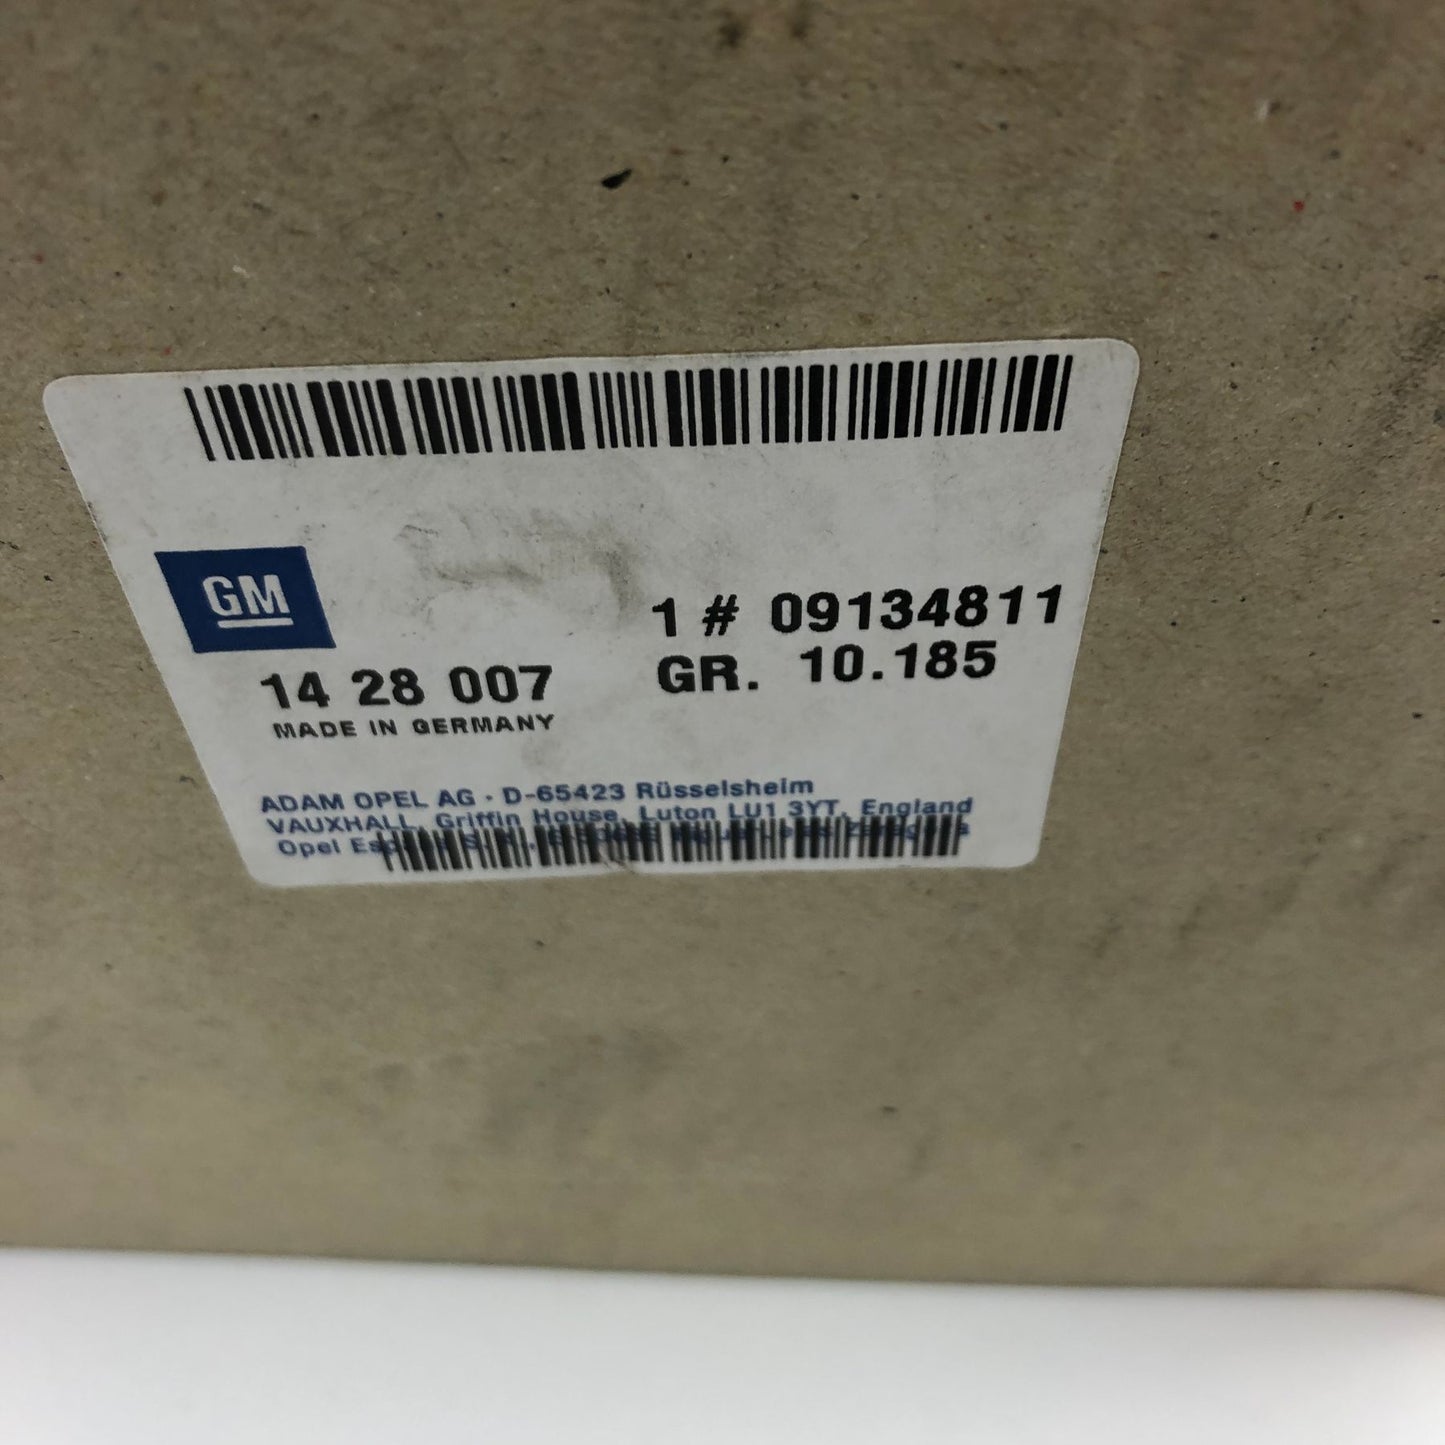 GM
1 # 09134811
GR. 10.185
14 28 007
MADE IN GERMANY
ADAM OPEL AG · D-65423 Rüsselsheim
VAUXHALL, Griffin House, Luton LU1 3YT, England
Opel